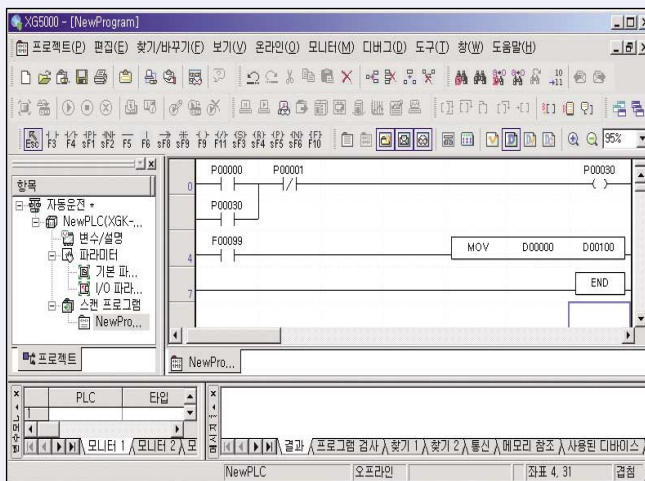 XG5000 - [NewProgram]
프로젝트(P) 편집(E) 찾기/바꾸기(F) 보기(V) 온라인(O) 모니터(M) 디버그(D) 도구(T) 창(W) 도움말(H)
Esc F3 F4 sF1 sF2 F5 F6 sF8 sF9 F9 F11 sF3 sF4 sF5 sF6 F10 95%
항목
자동운전 *
NewPLC(XGK-...
변수/설명
파라미터
기본 파...
I/O 파라...
스캔 프로그램
NewPro...
프로젝트
P00000 P00001 P00030
0
P00030
F00099
4 MOV D00000 D00100
7 END
NewPro...
PLC 타입
1
모니터 1 모니터 2 모
결과 프로그램 검사 찾기 1 찾기 2 통신 메모리 참조 사용된 디바이스
NewPLC 오프라인 좌표 4, 31 겹침